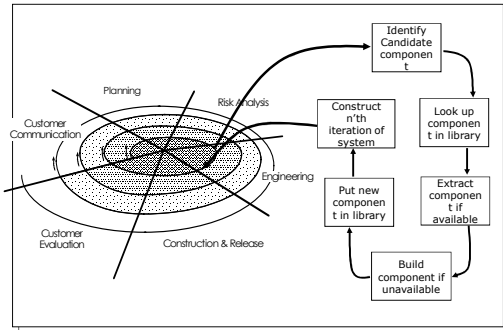 Identify
Candidate
componen
t
Planning
Risk Analysis
Customer
Communication
Construct
n'th
iteration of
system
Look up
componen
t in library
Engineering
Put new
componen
t in library
Extract
componen
t if
available
Customer
Evaluation
Construction & Release
Build
component if
unavailable